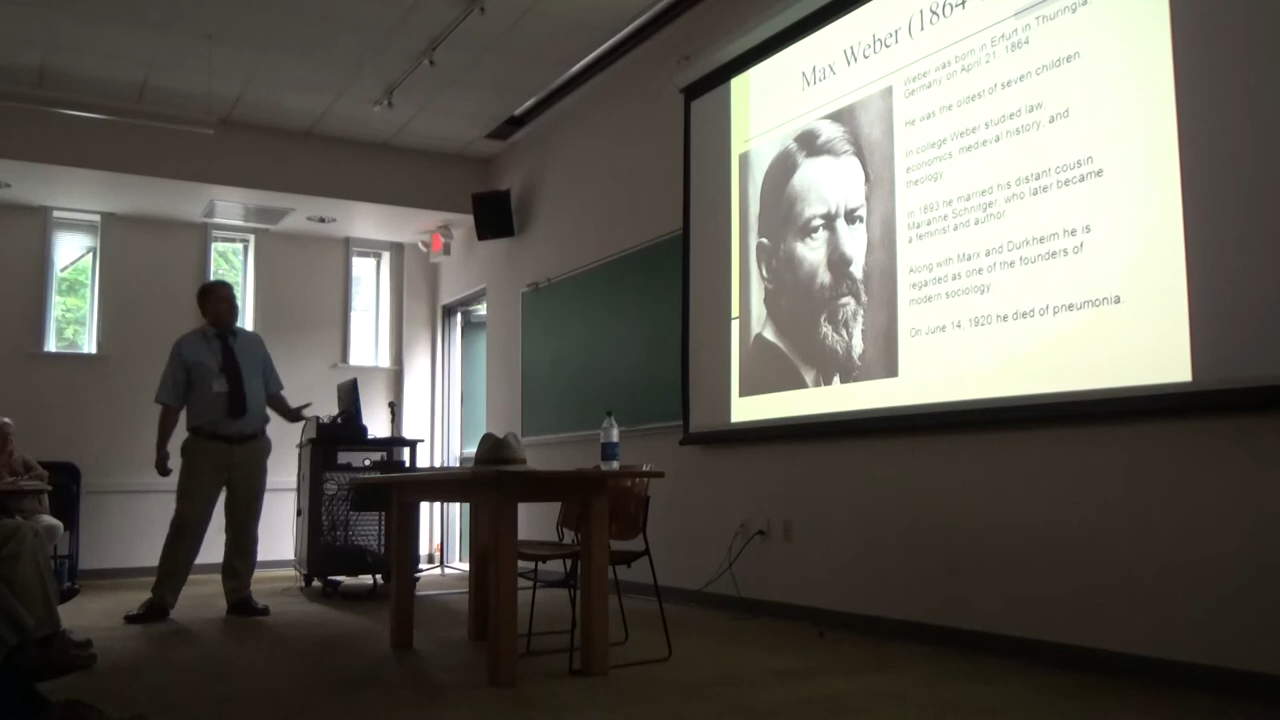 Max Weber (1864
Weber was born in Erfurt in Thuringia,
Germany on April 21, 1864
He was the oldest of seven children.
In college Weber studied law,
economics, medieval history, and
theology
In 1893 he married his distant cousin
Marianne Schnitger, who later became
a feminist and author
Along with Marx and Durkheim he is
regarded as one of the founders of
modern sociology
On June 14, 1920 he died of pneumonia.